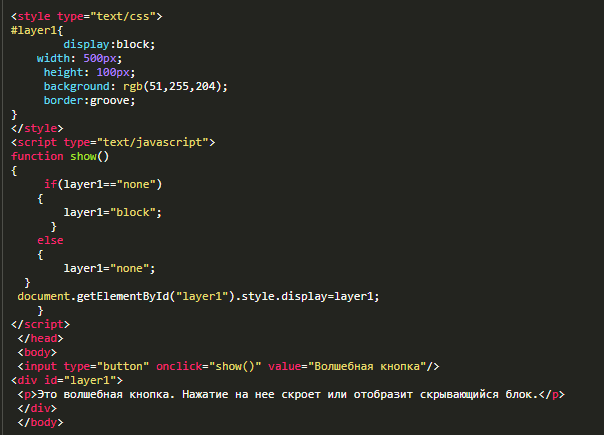 <style type="text/css">
#layer1{
        display:block;
    width: 500px;
     height: 100px;
     background: rgb(51,255,204);
     border:groove;
}
</style>
<script type="text/javascript">
function show()
{
     if(layer1=="none")
    {
        layer1="block";
      }
    else
    {
        layer1="none";
  }
 document.getElementById("layer1").style.display=layer1;
    }
</script>
 </head>
 <body>
 <input type="button" onclick="show()" value="Волшебная кнопка"/>
<div id="layer1">
 <p>Это волшебная кнопка. Нажатие на нее скроет или отобразит скрывающийся блок.</p>
 </div>
 </body>